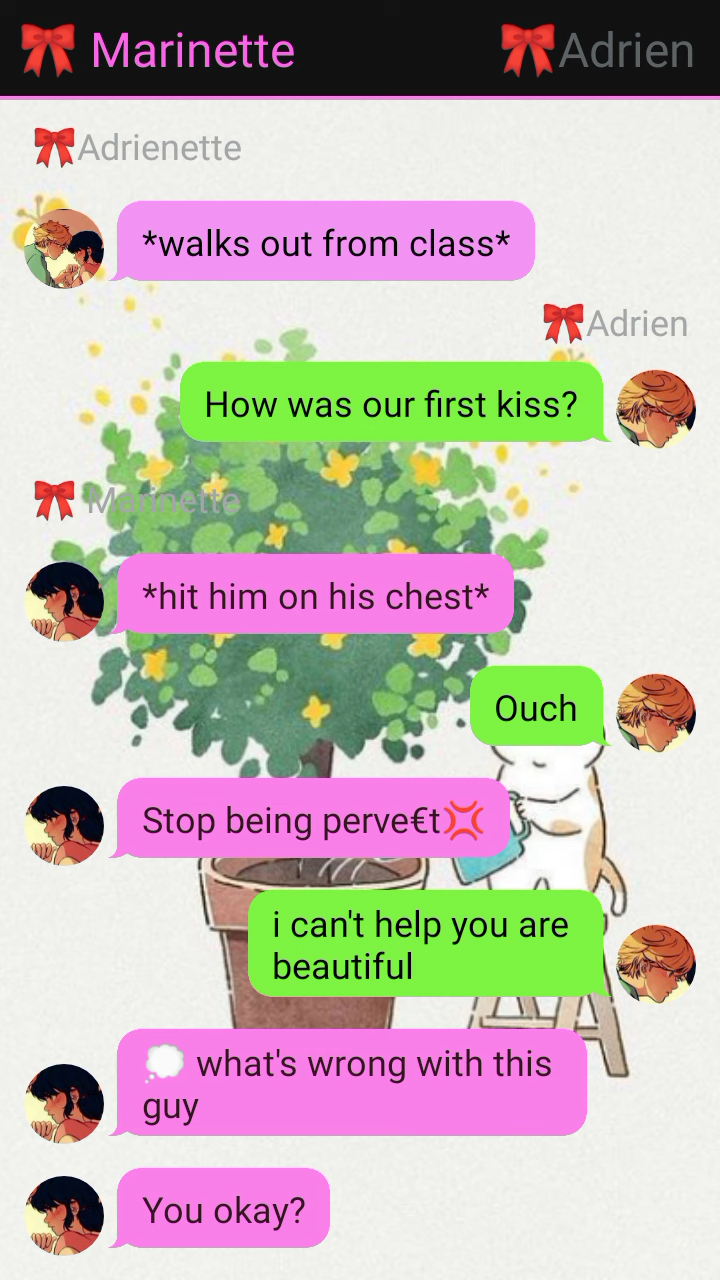 🎀 Marinette
🎀Adrien
🎀Adrienette
*walks out from class*
🎀Adrien
How was our first kiss?
🎀 Marinette
*hit him on his chest*
Ouch
Stop being perve€t💢
i can't help you are
beautiful
💭 what's wrong with this
guy
You okay?